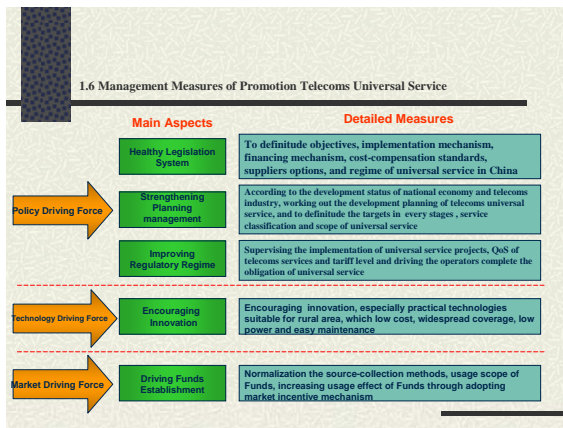 1.6 Management Measures of Promotion Telecoms Universal Service
Main Aspects
Detailed Measures
Policy Driving Force
Healthy Legislation
System
To definitude objectives, implementation mechanism,
financing mechanism, cost-compensation standards,
suppliers options, and regime of universal service in China
Strengthening
Planning
management
According to the development status of national economy and telecoms
industry, working out the development planning of telecoms universal
service, and to definitude the targets in every stages , service
classification and scope of universal service
Improving
Regulatory Regime
Supervising the implementation of universal service projects, QoS of
telecoms services and tariff level and driving the operators complete the
obligation of universal service
Technology Driving Force
Encouraging
Innovation
Encouraging innovation, especially practical technologies
suitable for rural area, which low cost, widespread coverage, low
power and easy maintenance
Market Driving Force
Driving Funds
Establishment
Normalization the source-collection methods, usage scope of
Funds, increasing usage effect of Funds through adopting
market incentive mechanism